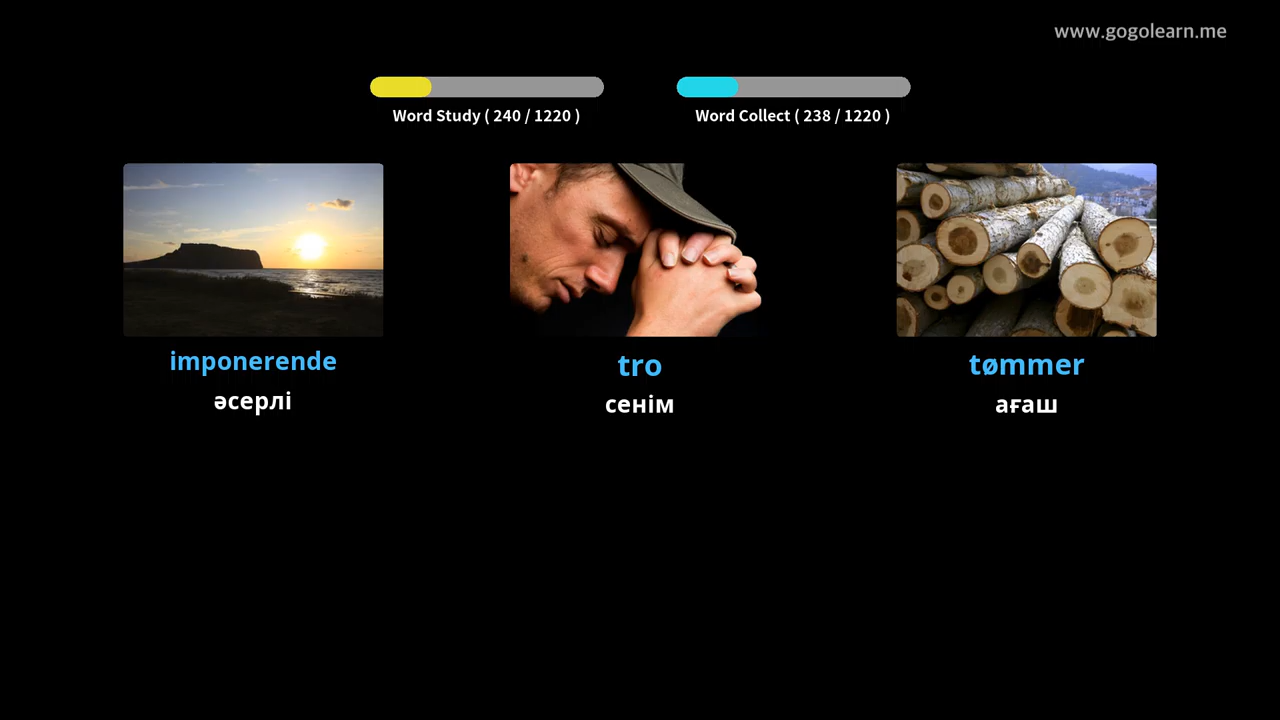 www.gogolearn.me
Word Study ( 240 / 1220 )
Word Collect ( 238 / 1220 )
imponerende
әсерлі
tro
сенім
tømmer
ағаш